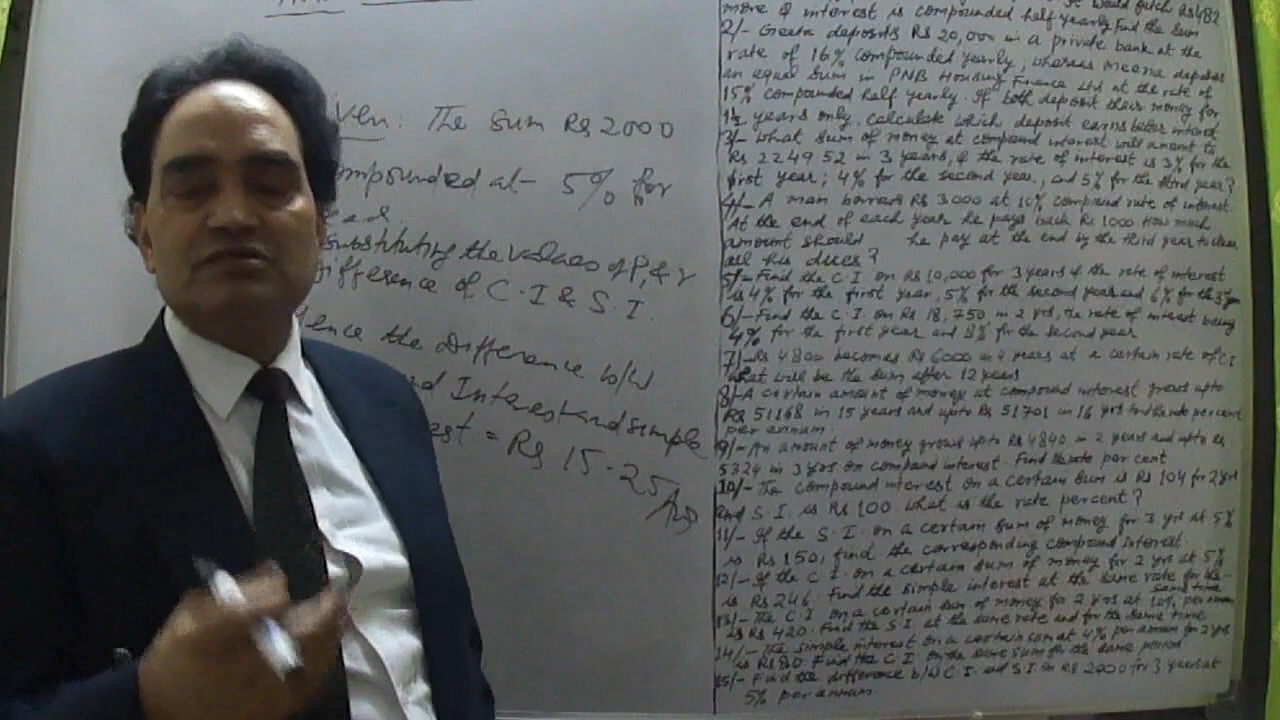 ven: The Sum Rs 2000
mpounded at 5% for
substituting the values of P, & r
ifference of C.I & S.I.
ence the Difference b/w
nd Interest and simple
est = Rs 15.25 Ans
would fetch Rs 482
more if interest is compounded half yearly find the sum
2/- Geeta deposits Rs 20,000 in a private bank at the
rate of 16% compounded yearly, whereas meena deposits
an equal sum in PNB Housing Finance Ltd at the rate of
15% compounded half yearly. If both deposit their money for
1½ years only, calculate which deposit earns better interest
3/- What sum of money at compound interest will amount to
Rs 22495 2 in 3 years, if the rate of interest is 3% for the
first year, 4% for the second year, and 5% for the third year?
4/- A man borrows Rs 3000 at 10% compound rate of interest
At the end of each year he pays back Rs 1000 How much
amount should he pay at the end by the third year to clear
all his dues?
5/- Find the C.I on Rs 10,000 for 3 years if the rate of interest
is 4% for the first year, 5% for the second year and 6% for the 3rd yr
6/- Find the C.I. on Rs 18,750 in 2 yrs, the rate of interest being
4% for the first year and 8% for the second year
7/- Rs 4800 becomes Rs 6000 in 4 years at a certain rate of C.I
What will be the sum after 12 years
8/- A certain amount of money at compound interest grows upto
Rs 51168 in 15 years and upto Rs 51701 in 16 yrs find the rate percent
per annum
9/- An amount of money grows upto Rs 4840 in 2 years and upto Rs
5324 in 3 yrs on compound interest. Find the rate per cent
10/- The compound interest on a certain sum is Rs 104 for 2 yrs
and S.I. is Rs 100 what is the rate percent?
11/- If the S.I. on a certain sum of money for 3 yrs at 5%
is Rs 150, find the corresponding compound Interest.
12/- If the C.I. on a certain sum of money for 2 yrs at 5%
is Rs 246. Find the simple interest at the same rate for the same time
13/- The C.I on a certain sum of money for 2 yrs at 10% per annum
is Rs 420. Find the S.I at the same rate and for the same time
14/- The simple interest on a certain sum at 4% per annum for 2 yrs
is Rs 80 Find the C.I. on the same sum for the same period
15/- Find the difference b/w C.I. and S.I in Rs 2000 for 3 years at
5% per annum